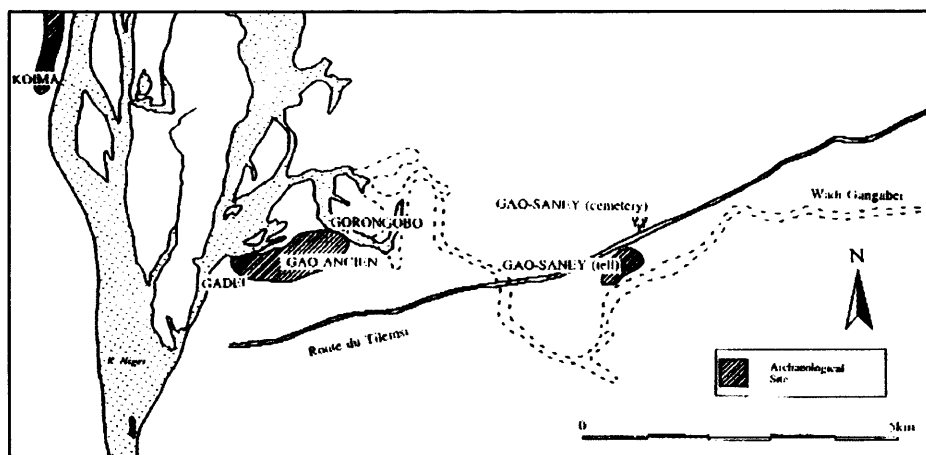 KOIMA
GAO-SANEY (cemetery)
Wadi Gangaber
GORONGOBO
GAO ANCIEN
GADEI
GAO-SANEY (tell)
N
Route du Tilemsi
R Niger
Archaeological
Site
0
5km